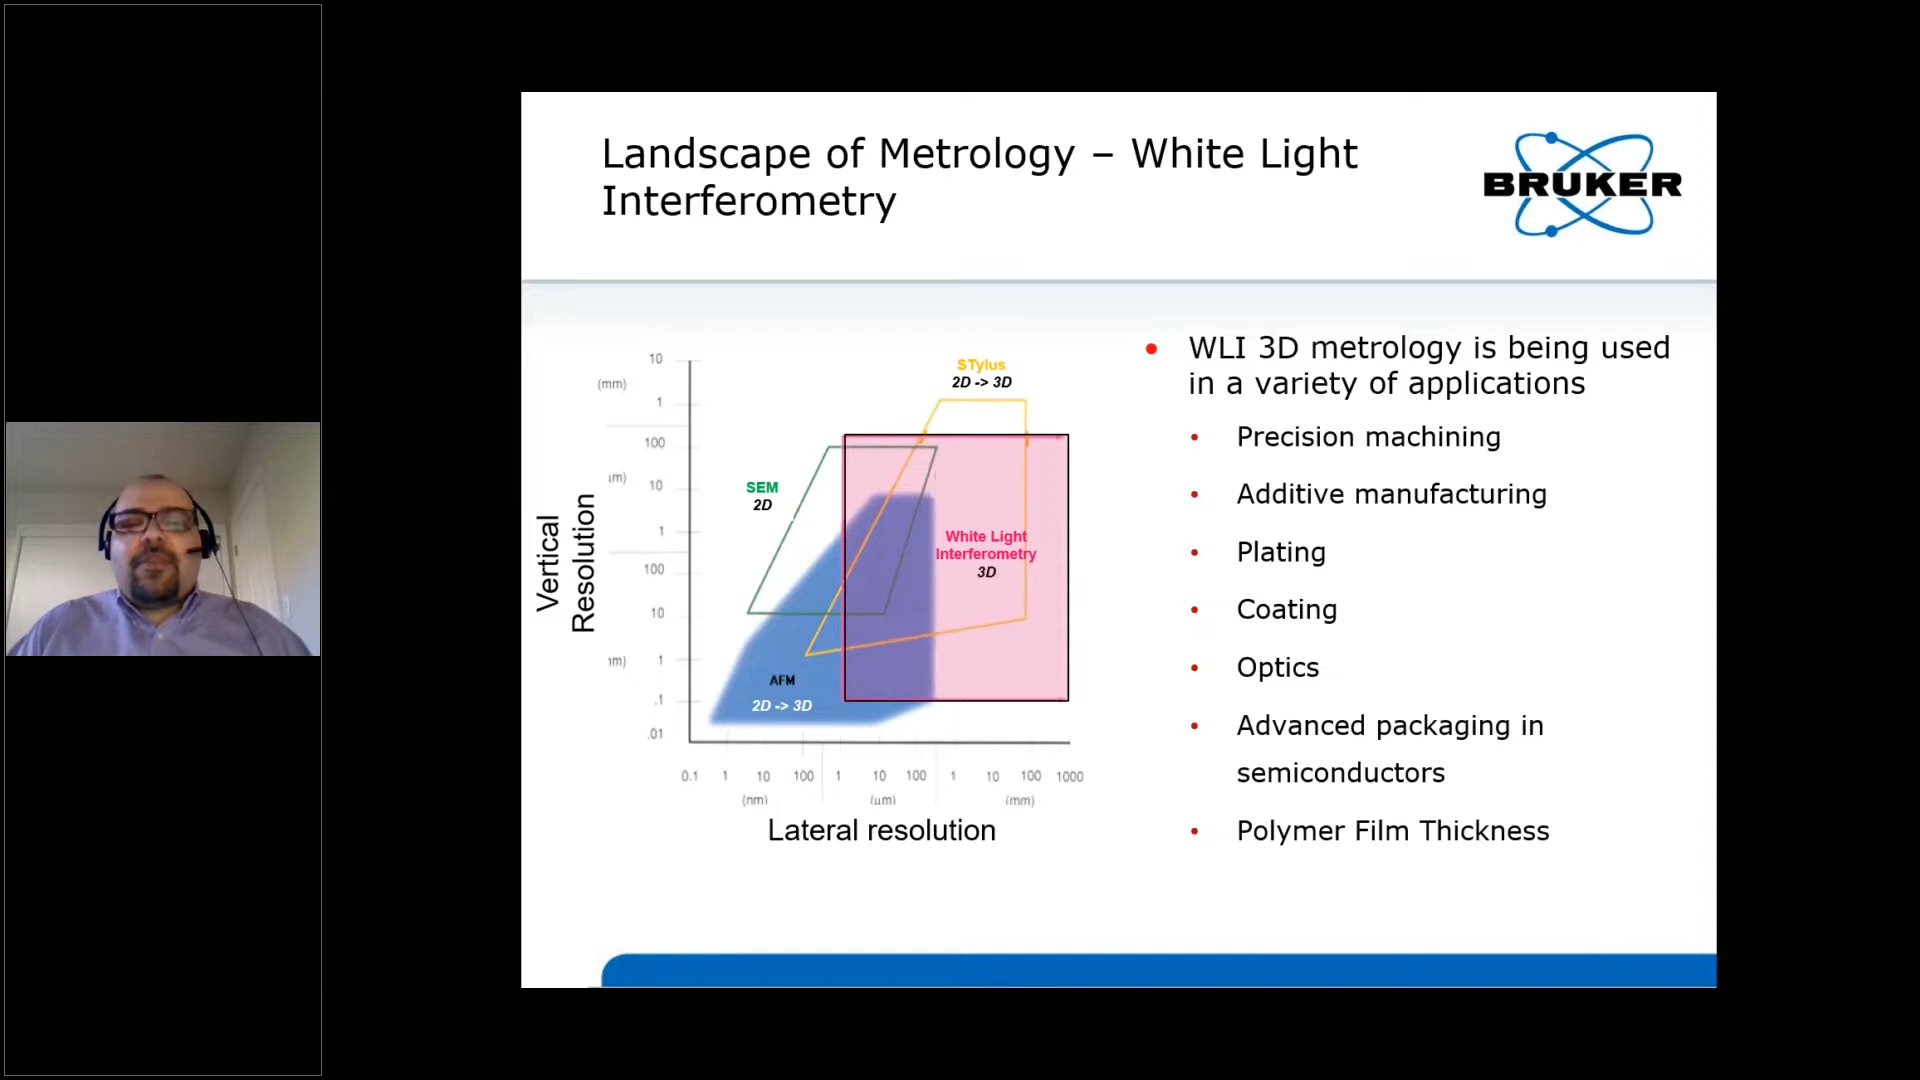 Landscape of Metrology – White Light
Interferometry
BRUKER
STylus
2D -> 3D
SEM
2D
White Light
Interferometry
3D
AFM
2D -> 3D
Vertical
Resolution
10
(mm)
1
100
ım)
10
1
100
10
ım)
1
.1
.01
0.1 1 10 100 1 10 100 1 10 100 1000
(nm) (um) (mm)
Lateral resolution
• WLI 3D metrology is being used
in a variety of applications
• Precision machining
• Additive manufacturing
• Plating
• Coating
• Optics
• Advanced packaging in
semiconductors
• Polymer Film Thickness